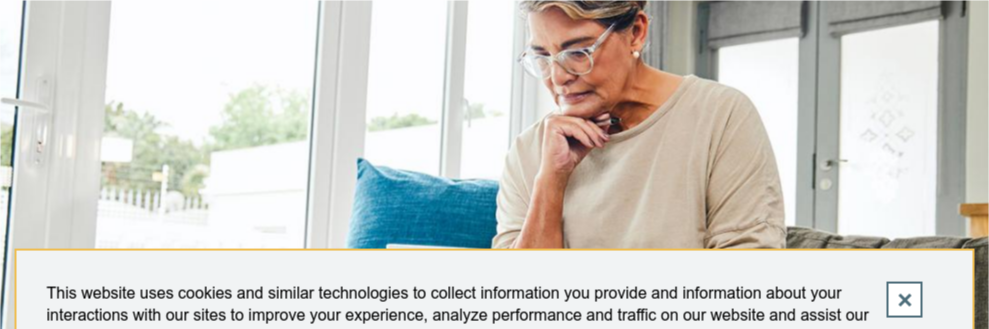 This website uses cookies and similar technologies to collect information you provide and information about your
interactions with our sites to improve your experience, analyze performance and traffic on our website and assist our